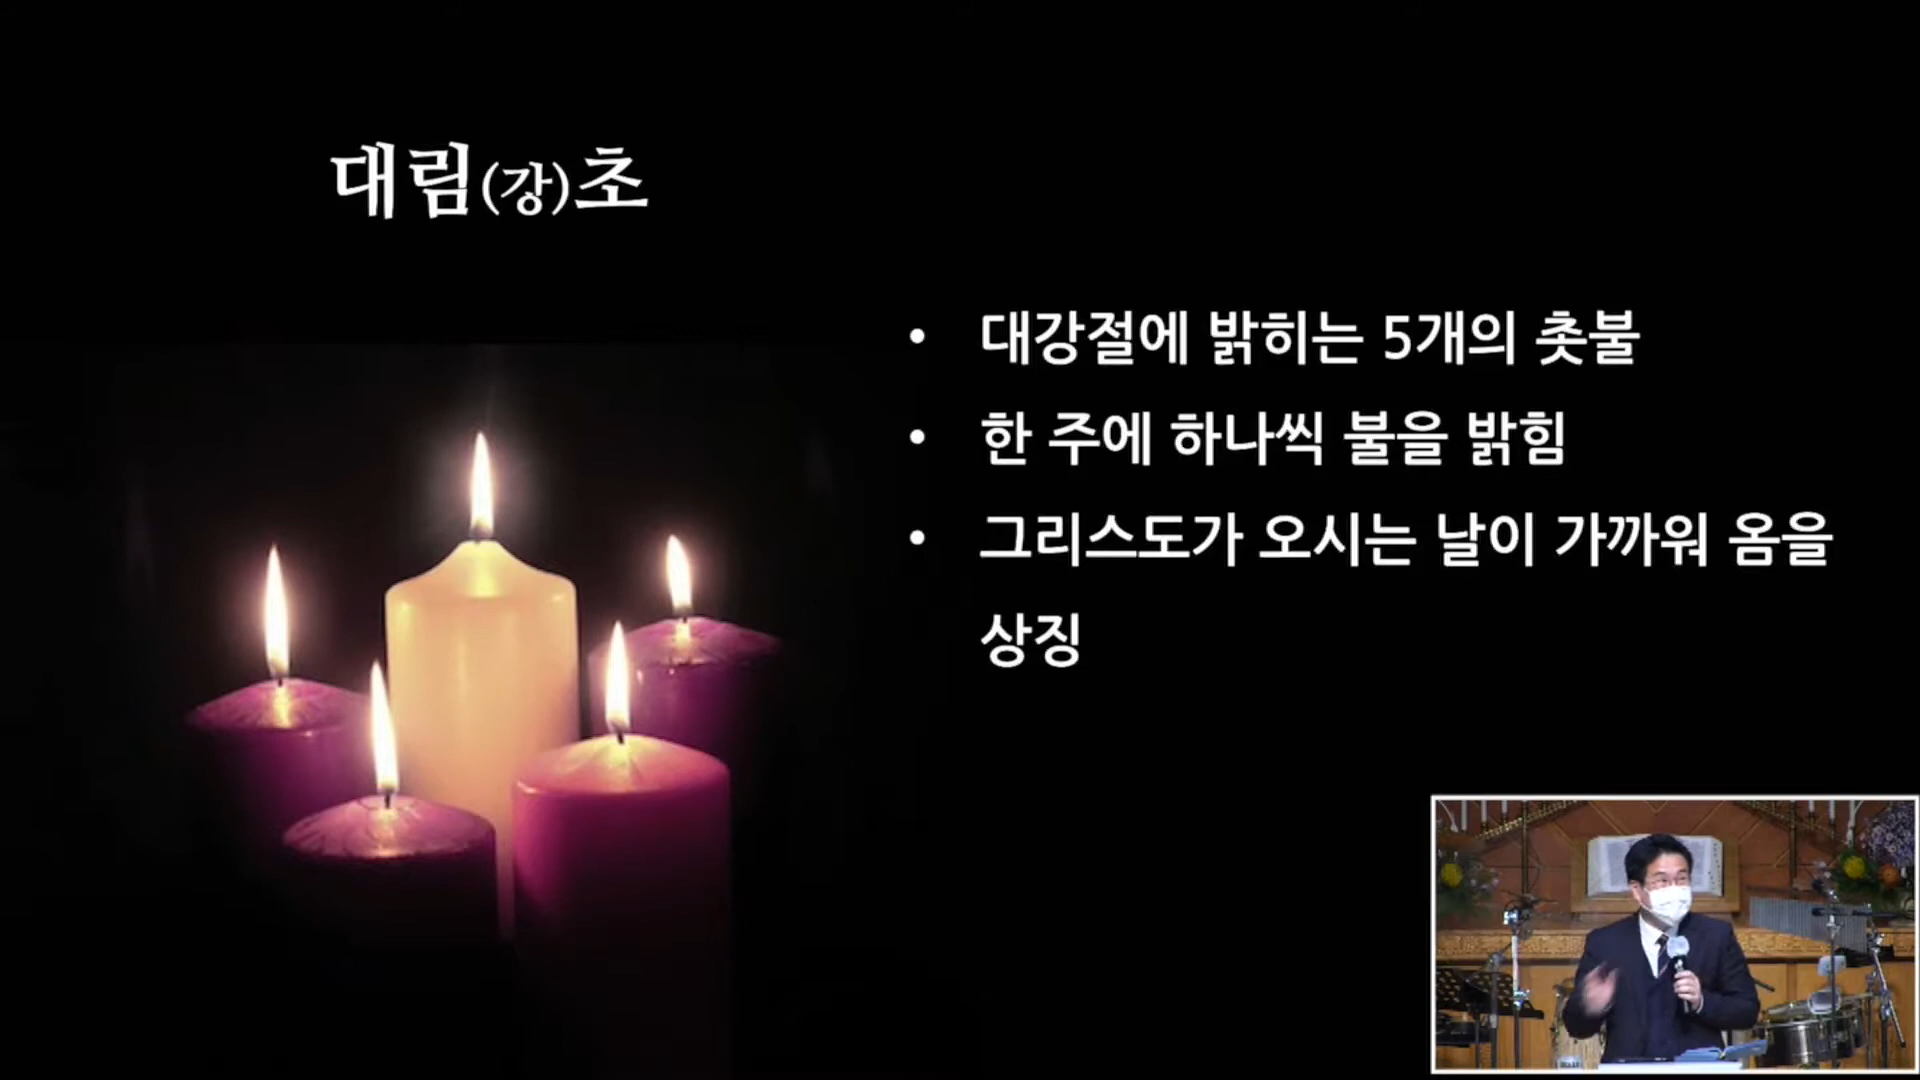 대림(강)초
• 대강절에 밝히는 5개의 촛불
• 한 주에 하나씩 불을 밝힘
• 그리스도가 오시는 날이 가까워 옴을
상징